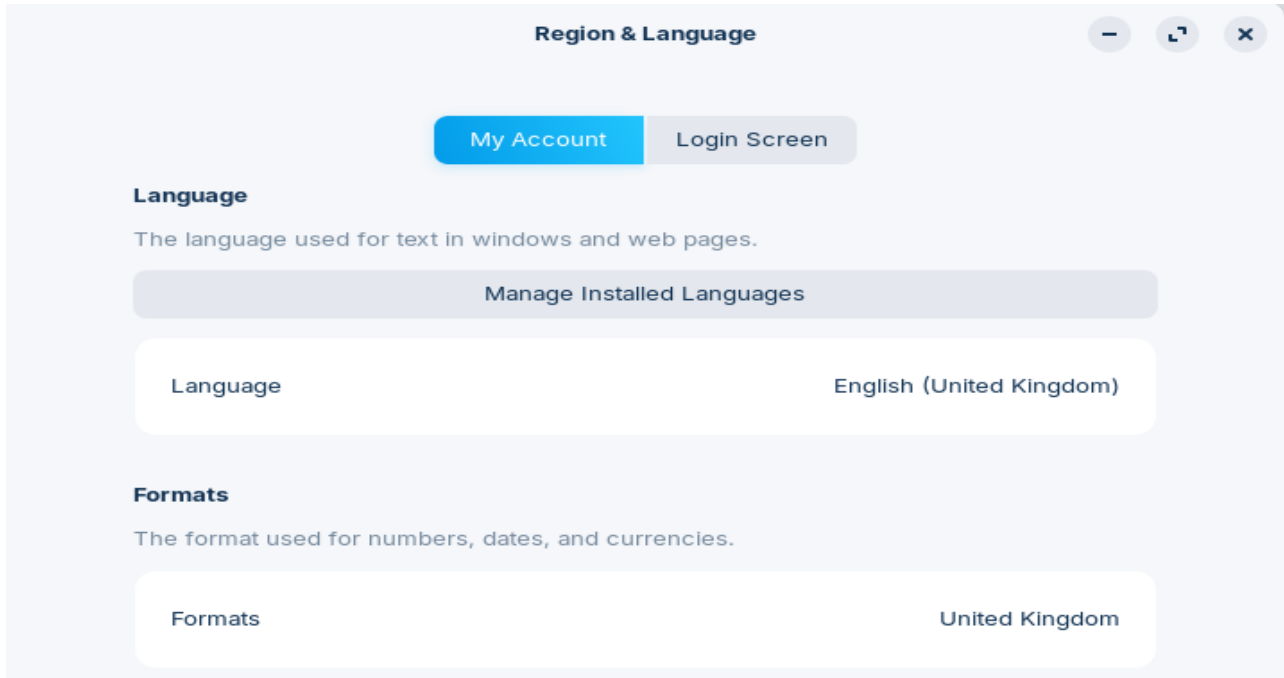 Region & Language
My Account
Login Screen
Language
The language used for text in windows and web pages.
Manage Installed Languages
Language English (United Kingdom)
Formats
The format used for numbers, dates, and currencies.
Formats United Kingdom